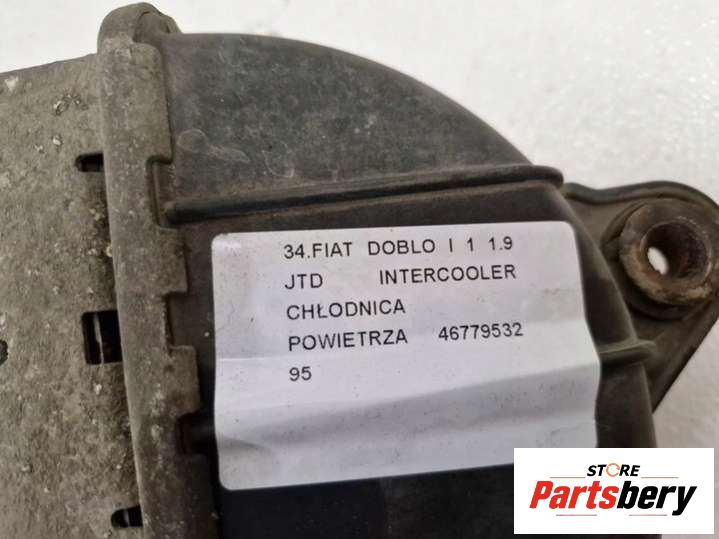 34.FIAT DOBLO I 1 1.9
JTD INTERCOOLER
CHŁODNICA
POWIETRZA 46779532
95
STORE
Partsbery